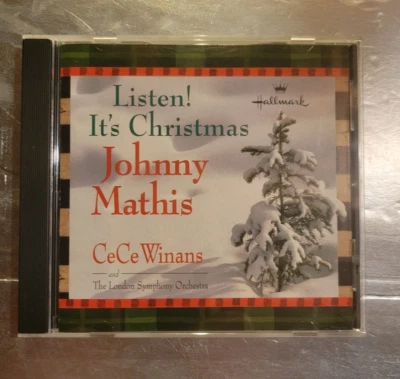 Listen!
It's Christmas
Hallmark
Johnny
Mathis
CeCe Winans
and
The London Symphony Orchestra